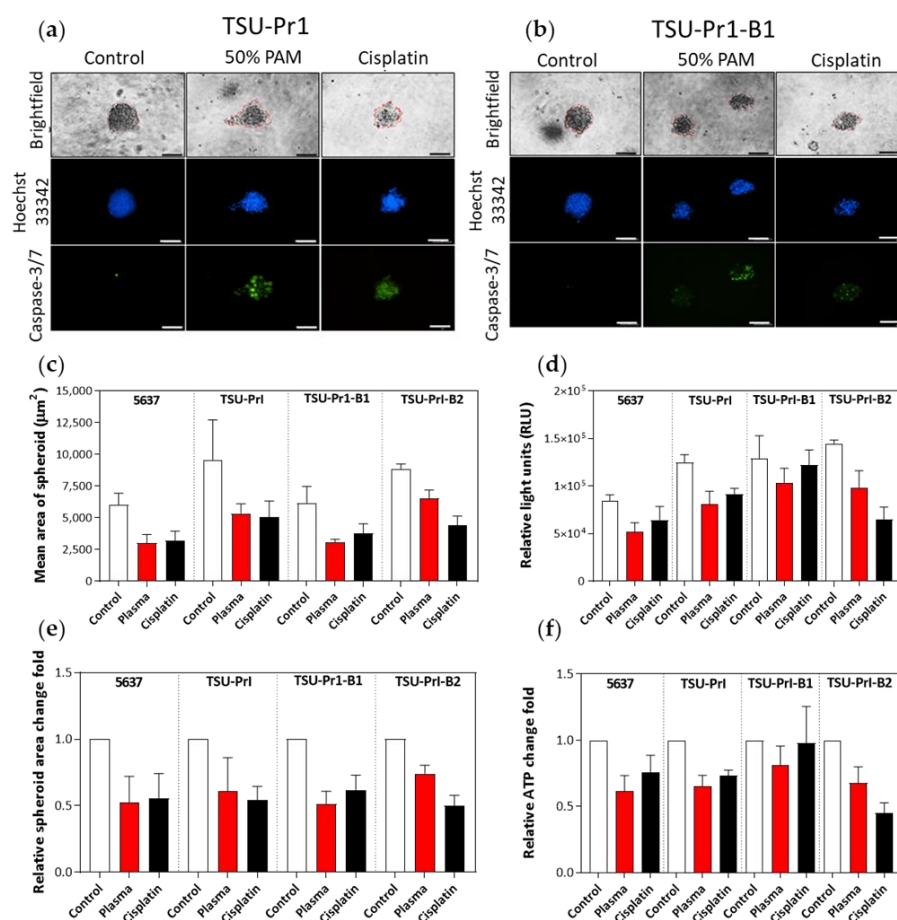 (a)
TSU-Pr1
Control
50% PAM
Cisplatin
Brightfield
Hoechst
33342
Caspase-3/7
(b)
TSU-Pr1-B1
Control
50% PAM
Cisplatin
Brightfield
Hoechst
33342
Caspase-3/7
(c)
Mean area of spheroid (µm²)
15,000
12,500
10,000
7,500
5,000
2,500
0
5637
TSU-PrI
TSU-Pr1-B1
TSU-PrI-B2
Control
Plasma
Cisplatin
Control
Plasma
Cisplatin
Control
Plasma
Cisplatin
Control
Plasma
Cisplatin
(d)
Relative light units (RLU)
2×10⁵
1.5×10⁵
1×10⁵
5×10⁴
0
5637
TSU-PrI
TSU-PrI-B1
TSU-PrI-B2
Control
Plasma
Cisplatin
Control
Plasma
Cisplatin
Control
Plasma
Cisplatin
Control
Plasma
Cisplatin
(e)
Relative spheroid area change fold
1.5
1.0
0.5
0.0
5637
TSU-PrI
TSU-Pr1-B1
TSU-PrI-B2
Control
Plasma
Cisplatin
Control
Plasma
Cisplatin
Control
Plasma
Cisplatin
Control
Plasma
Cisplatin
(f)
Relative ATP change fold
1.5
1.0
0.5
0.0
5637
TSU-PrI
TSU-PrI-B1
TSU-PrI-B2
Control
Plasma
Cisplatin
Control
Plasma
Cisplatin
Control
Plasma
Cisplatin
Control
Plasma
Cisplatin